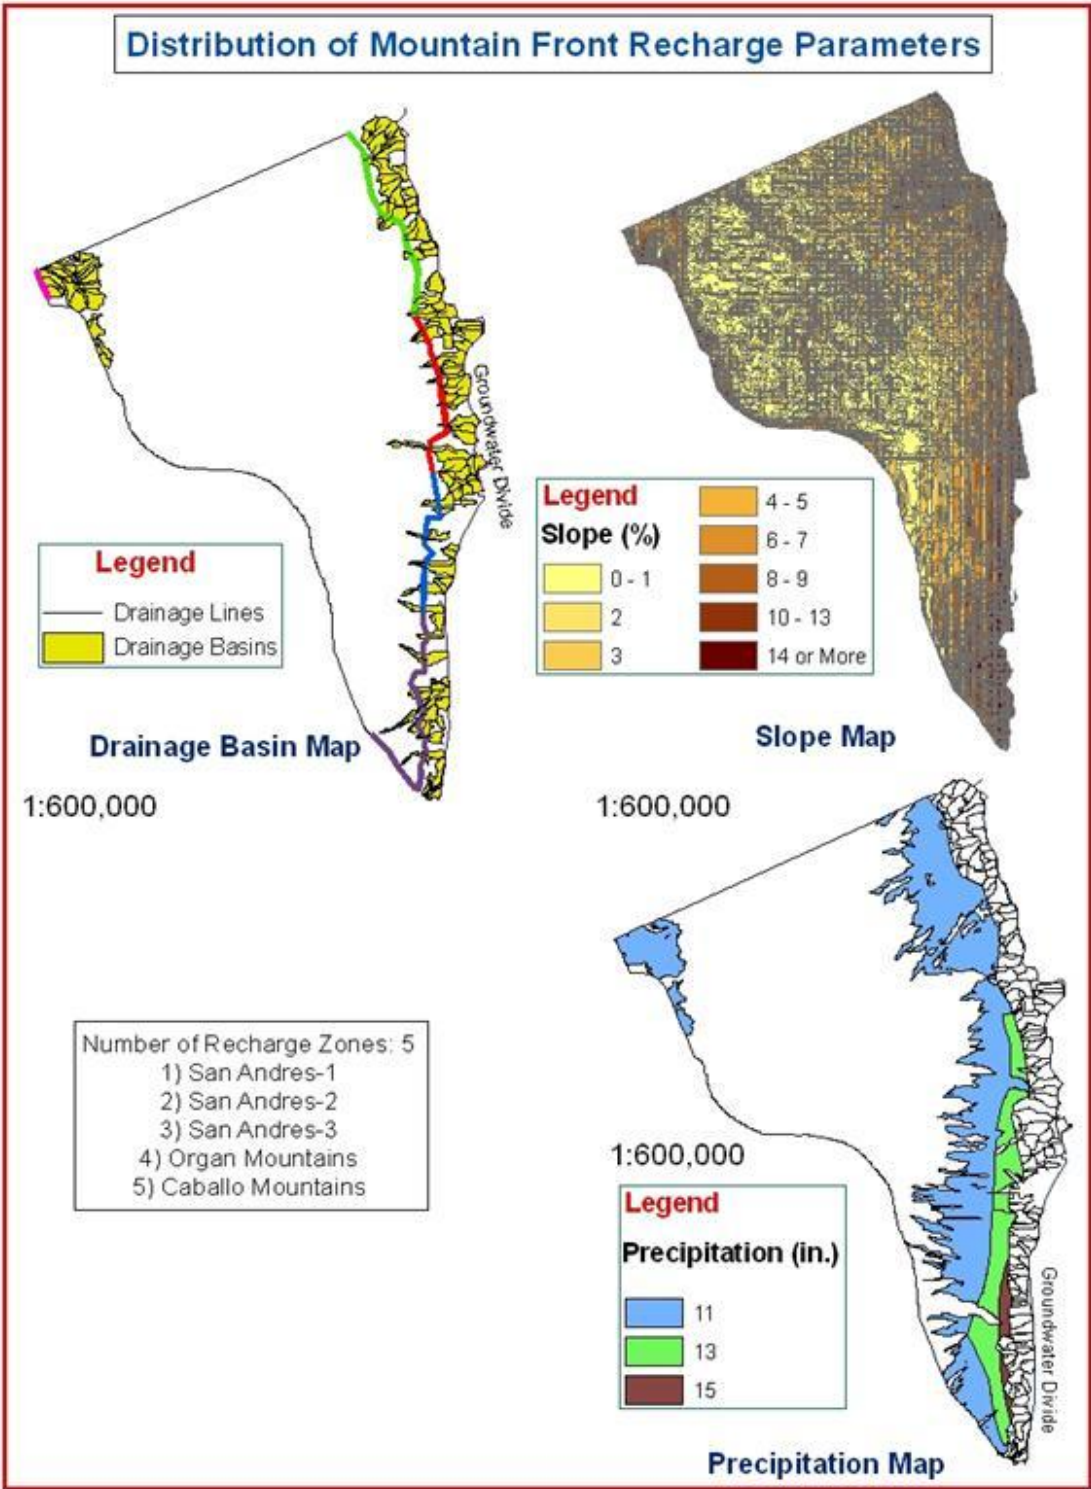 Distribution of Mountain Front Recharge Parameters
Groundwater Divide
Legend
Drainage Lines
Drainage Basins
Drainage Basin Map
1:600,000
Legend
Slope (%)
0 - 1
2
3
4 - 5
6 - 7
8 - 9
10 - 13
14 or More
Slope Map
1:600,000
Number of Recharge Zones: 5
1) San Andres-1
2) San Andres-2
3) San Andres-3
4) Organ Mountains
5) Caballo Mountains
1:600,000
Legend
Precipitation (in.)
11
13
15
Groundwater Divide
Precipitation Map